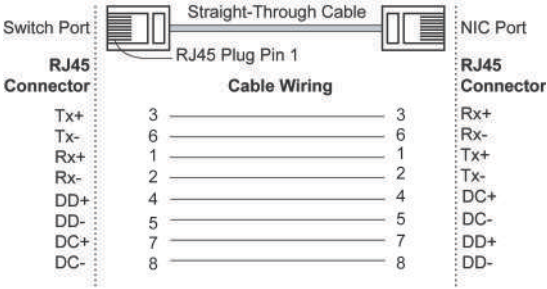 Straight-Through Cable
Switch Port NIC Port
RJ45 Plug Pin 1
RJ45 Connector Cable Wiring RJ45 Connector
Tx+ 3 3 Rx+
Tx- 6 6 Rx-
Rx+ 1 1 Tx+
Rx- 2 2 Tx-
DD+ 4 4 DC+
DD- 5 5 DC-
DC+ 7 7 DD+
DC- 8 8 DD-